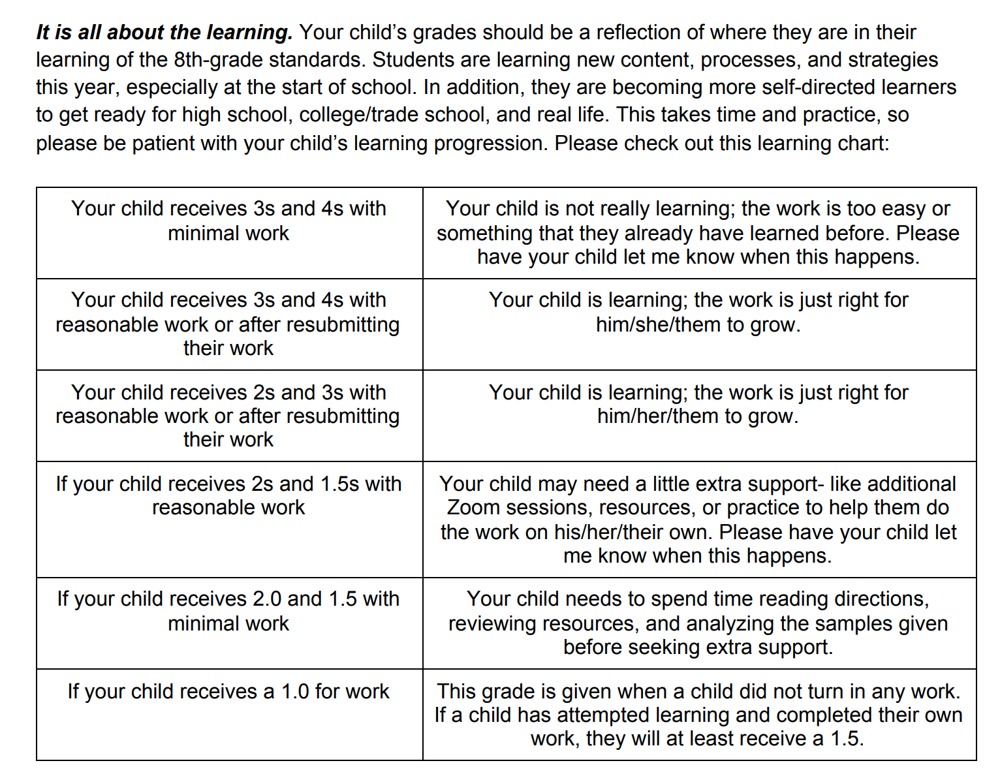 It is all about the learning. Your child’s grades should be a reflection of where they are in their
learning of the 8th-grade standards. Students are learning new content, processes, and strategies
this year, especially at the start of school. In addition, they are becoming more self-directed learners
to get ready for high school, college/trade school, and real life. This takes time and practice, so
please be patient with your child’s learning progression. Please check out this learning chart:
Your child receives 3s and 4s with
minimal work
Your child is not really learning; the work is too easy or
something that they already have learned before. Please
have your child let me know when this happens.
Your child receives 3s and 4s with
reasonable work or after resubmitting
their work
Your child is learning; the work is just right for
him/she/them to grow.
Your child receives 2s and 3s with
reasonable work or after resubmitting
their work
Your child is learning; the work is just right for
him/her/them to grow.
If your child receives 2s and 1.5s with
reasonable work
Your child may need a little extra support- like additional
Zoom sessions, resources, or practice to help them do
the work on his/her/their own. Please have your child let
me know when this happens.
If your child receives 2.0 and 1.5 with
minimal work
Your child needs to spend time reading directions,
reviewing resources, and analyzing the samples given
before seeking extra support.
If your child receives a 1.0 for work
This grade is given when a child did not turn in any work.
If a child has attempted learning and completed their own
work, they will at least receive a 1.5.